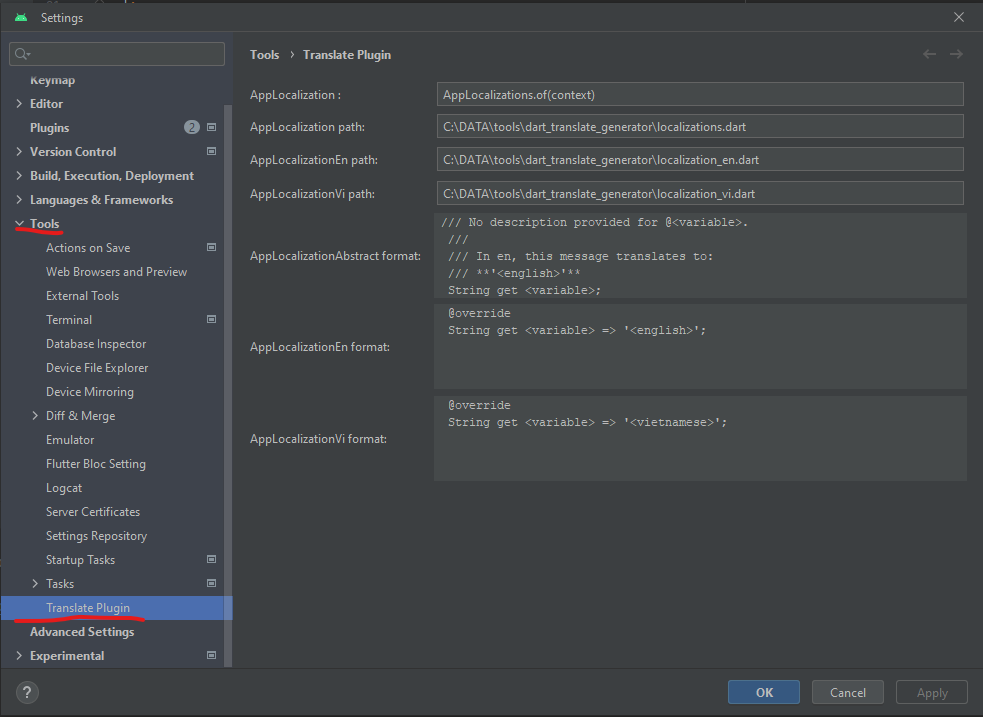 Settings
Keymap
Editor
Plugins 2
Version Control
Build, Execution, Deployment
Languages & Frameworks
Tools
Actions on Save
Web Browsers and Preview
External Tools
Terminal
Database Inspector
Device File Explorer
Device Mirroring
Diff & Merge
Emulator
Flutter Bloc Setting
Logcat
Server Certificates
Settings Repository
Startup Tasks
Tasks
Translate Plugin
Advanced Settings
Experimental
Tools › Translate Plugin
AppLocalization : AppLocalizations.of(context)
AppLocalization path: C:\DATA\tools\dart_translate_generator\localizations.dart
AppLocalizationEn path: C:\DATA\tools\dart_translate_generator\localization_en.dart
AppLocalizationVi path: C:\DATA\tools\dart_translate_generator\localization_vi.dart
AppLocalizationAbstract format:
/// No description provided for @<variable>.
///
/// In en, this message translates to:
/// **'<english>'**
String get <variable>;
AppLocalizationEn format:
@override
String get <variable> => '<english>';
AppLocalizationVi format:
@override
String get <variable> => '<vietnamese>';
?
OK
Cancel
Apply